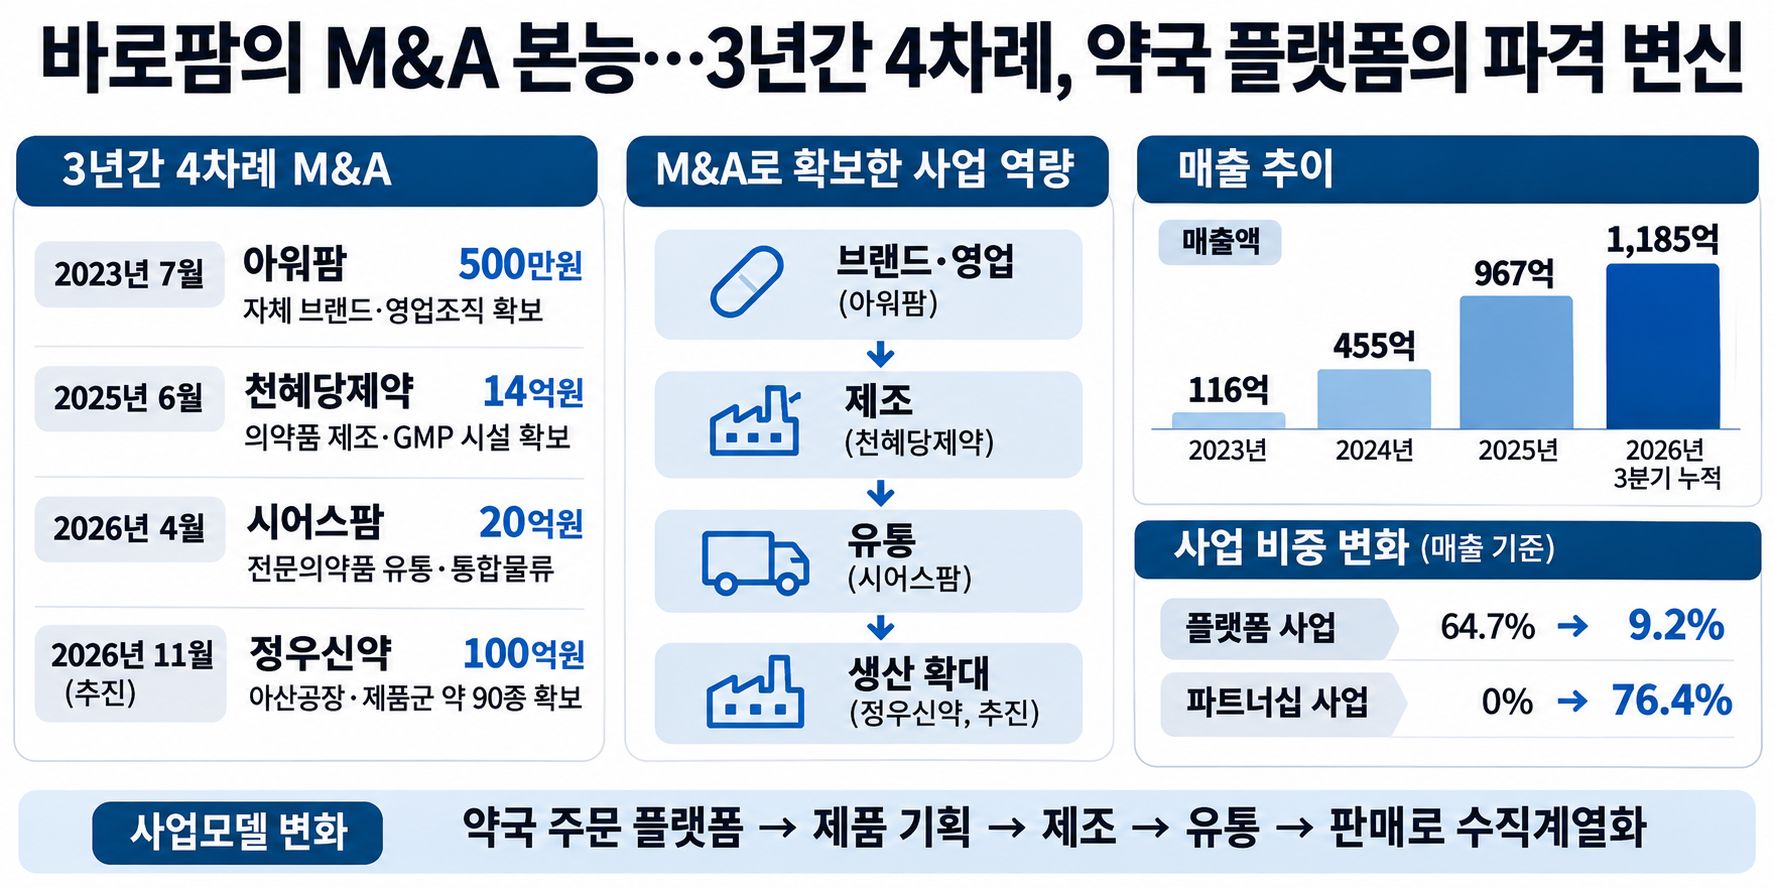 바로팜의 M&A 본능…3년간 4차례, 약국 플랫폼의 파격 변신
3년간 4차례 M&A
2023년 7월
아워팜
500만원
자체 브랜드·영업조직 확보
2025년 6월
천혜당제약
14억원
의약품 제조·GMP 시설 확보
2026년 4월
시어스팜
20억원
전문의약품 유통·통합물류
2026년 11월
(추진)
정우신약
100억원
아산공장·제품군 약 90종 확보
M&A로 확보한 사업 역량
브랜드·영업
(아워팜)
제조
(천혜당제약)
유통
(시어스팜)
생산 확대
(정우신약, 추진)
매출 추이
매출액
116억
455억
967억
1,185억
2023년
2024년
2025년
2026년
3분기 누적
사업 비중 변화 (매출 기준)
플랫폼 사업 64.7% → 9.2%
파트너십 사업 0% → 76.4%
사업모델 변화
약국 주문 플랫폼 → 제품 기획 → 제조 → 유통 → 판매로 수직계열화